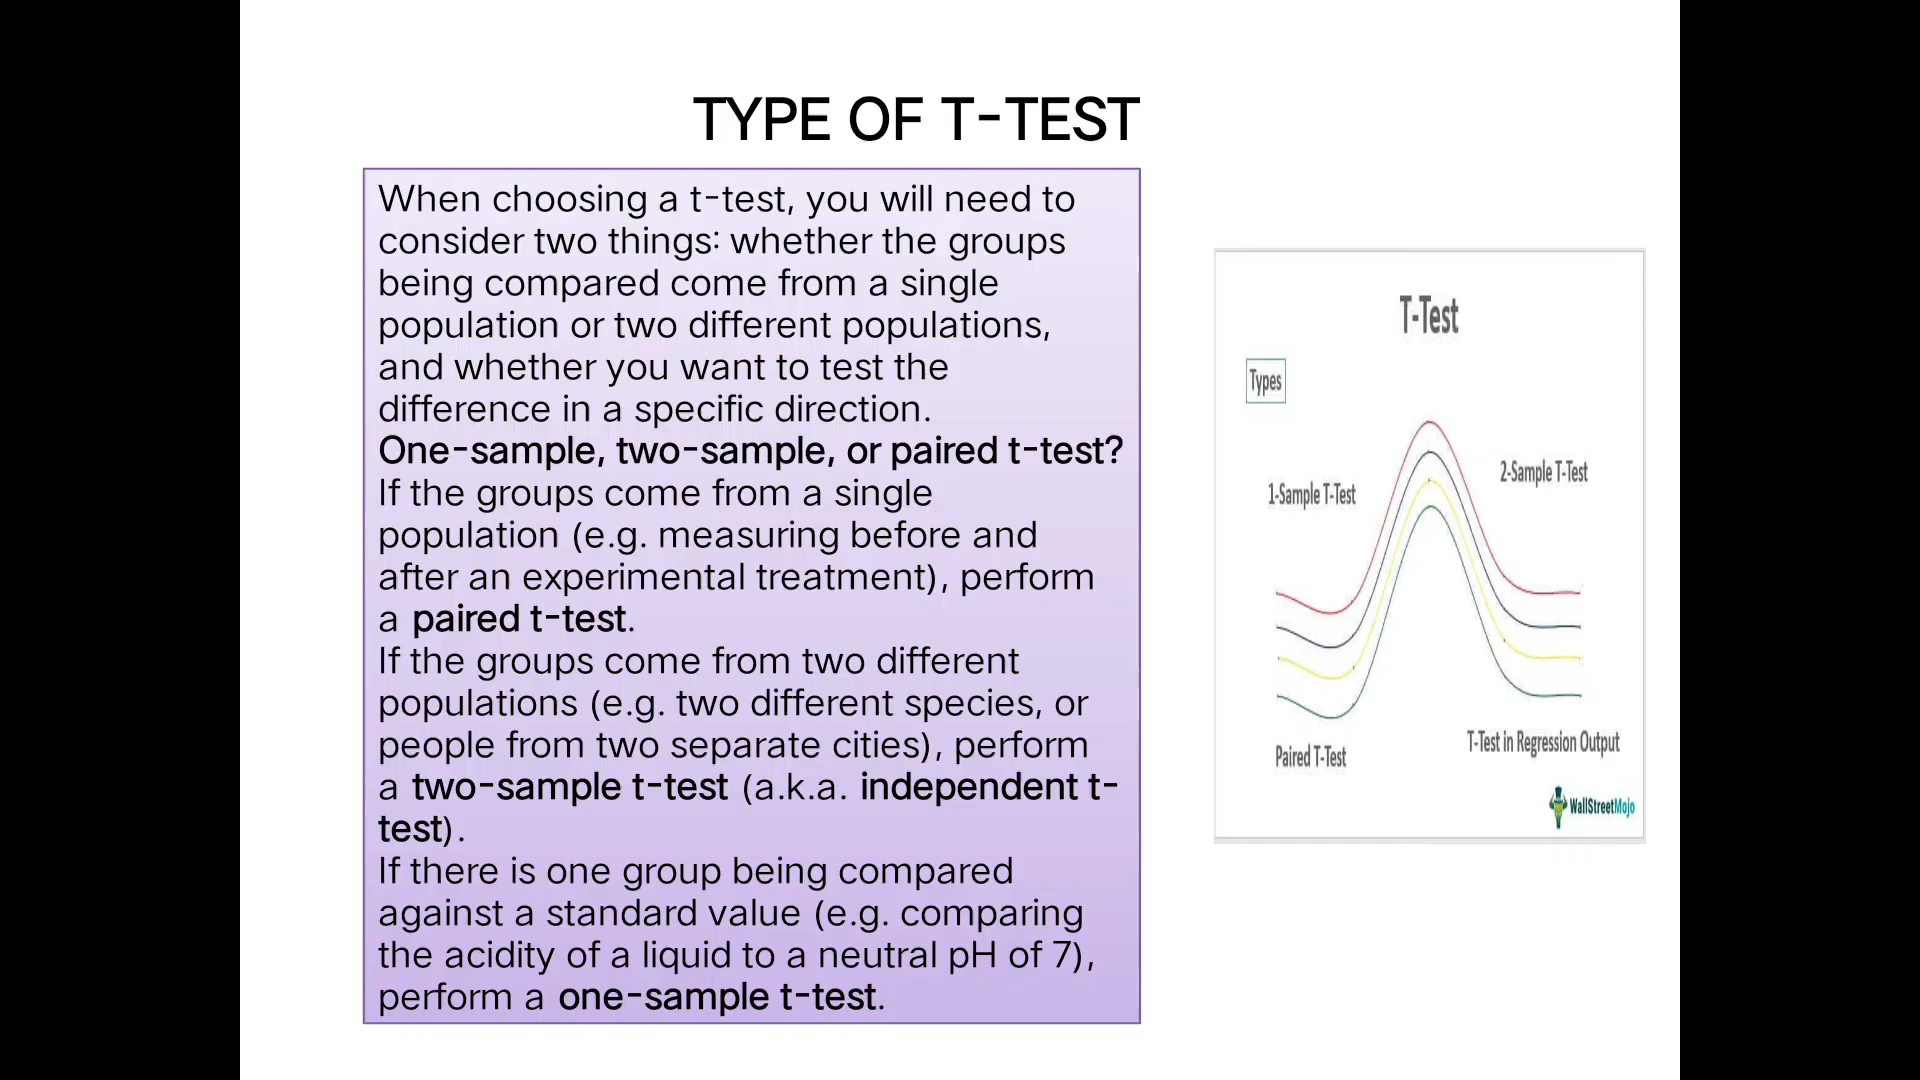 TYPE OF T-TEST
When choosing a t-test, you will need to
consider two things: whether the groups
being compared come from a single
population or two different populations,
and whether you want to test the
difference in a specific direction.
One-sample, two-sample, or paired t-test?
If the groups come from a single
population (e.g. measuring before and
after an experimental treatment), perform
a paired t-test.
If the groups come from two different
populations (e.g. two different species, or
people from two separate cities), perform
a two-sample t-test (a.k.a. independent t-
test).
If there is one group being compared
against a standard value (e.g. comparing
the acidity of a liquid to a neutral pH of 7),
perform a one-sample t-test.
T-Test
Types
1-Sample T-Test
2-Sample T-Test
Paired T-Test
T-Test in Regression Output
WallStreetMojo